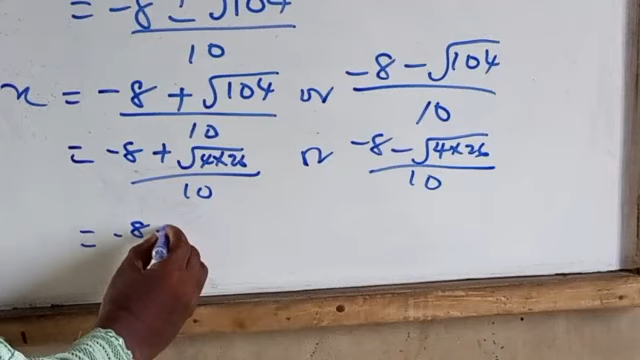 = -8 ± √104 / 10
x = -8 + √104 / 10 or -8 - √104 / 10
= -8 + √4×26 / 10 or -8 - √4×26 / 10
= -8